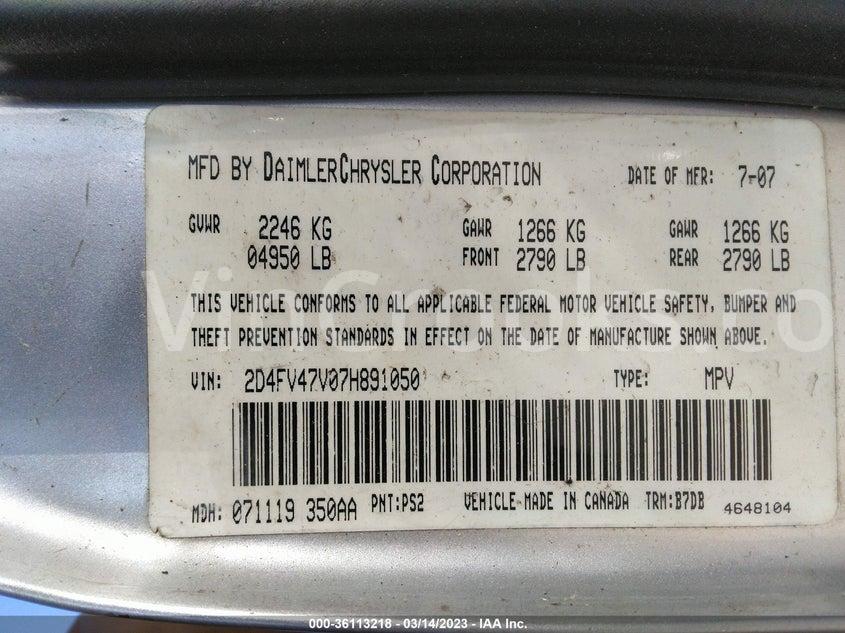 MFD BY DAIMLERCHRYSLER CORPORATION DATE OF MFR: 7-07
GVWR 2246 KG GAWR 1266 KG GAWR 1266 KG
04950 LB FRONT 2790 LB REAR 2790 LB
THIS VEHICLE CONFORMS TO ALL APPLICABLE FEDERAL MOTOR VEHICLE SAFETY, BUMPER AND
THEFT PREVENTION STANDARDS IN EFFECT ON THE DATE OF MANUFACTURE SHOWN ABOVE.
VIN: 2D4FV47V07H891050 TYPE: MPV
MDH: 071119 350AA PNT:PS2 VEHICLE MADE IN CANADA TRM:B7DB 4648104
000-36113218 - 03/14/2023 - IAA Inc.